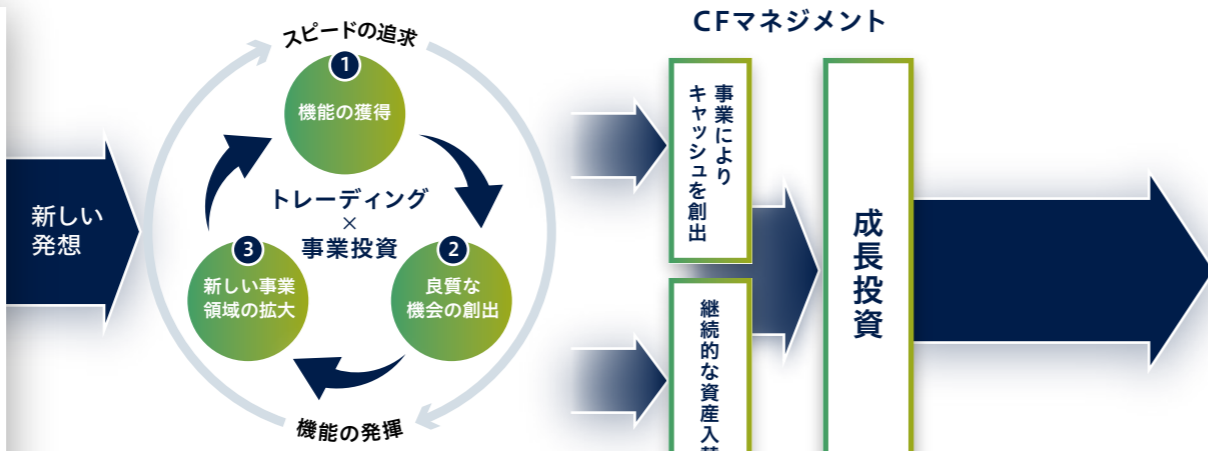 新しい
発想
スピードの追求
1
機能の獲得
トレーディング
×
事業投資
3
新しい事業
領域の拡大
2
良質な
機会の創出
機能の発揮
CFマネジメント
事業により
キャッシュを創出
継続的な資産入
成長投資